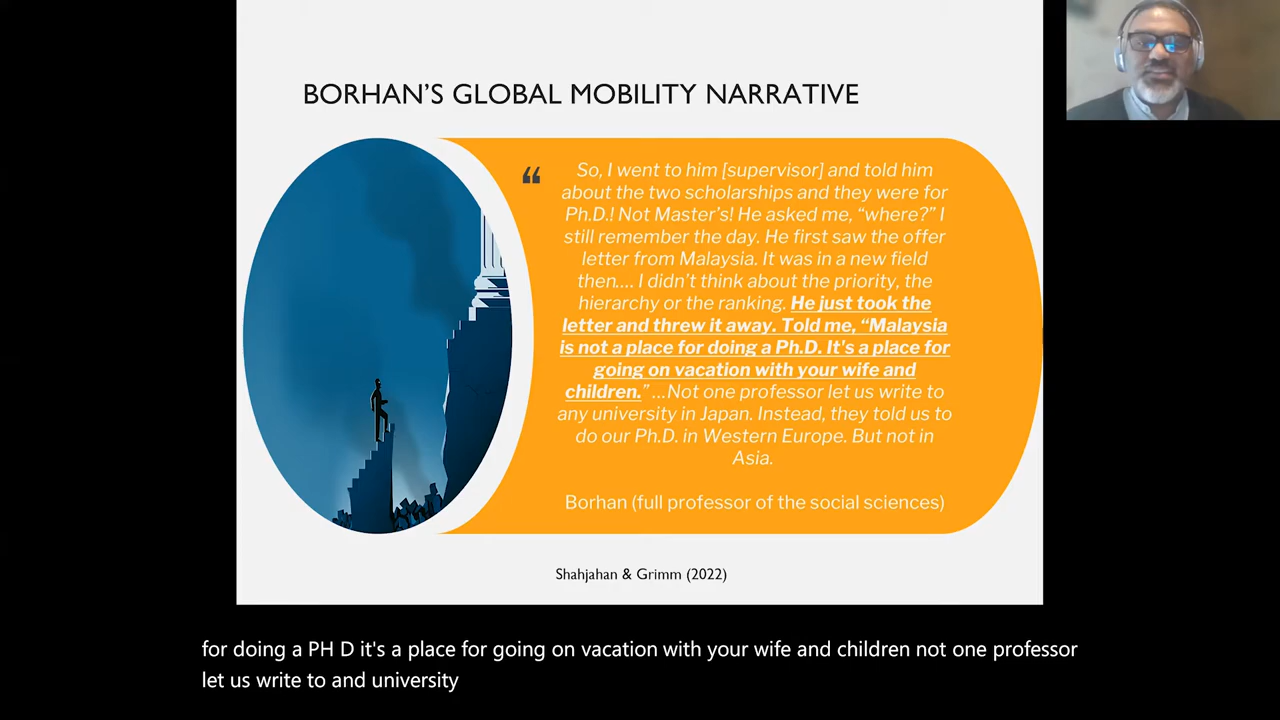 BORHAN'S GLOBAL MOBILITY NARRATIVE
“
So, I went to him [supervisor] and told him
about the two scholarships and they were for
Ph.D.! Not Master's! He asked me, “where?” I
still remember the day. He first saw the offer
letter from Malaysia. It was in a new field
then.... I didn't think about the priority, the
hierarchy or the ranking. He just took the
letter and threw it away. Told me, “Malaysia
is not a place for doing a Ph.D. It's a place for
going on vacation with your wife and
children.” ...Not one professor let us write to
any university in Japan. Instead, they told us to
do our Ph.D. in Western Europe. But not in
Asia.
Borhan (full professor of the social sciences)
Shahjahan & Grimm (2022)
for doing a PH D it's a place for going on vacation with your wife and children not one professor
let us write to and university